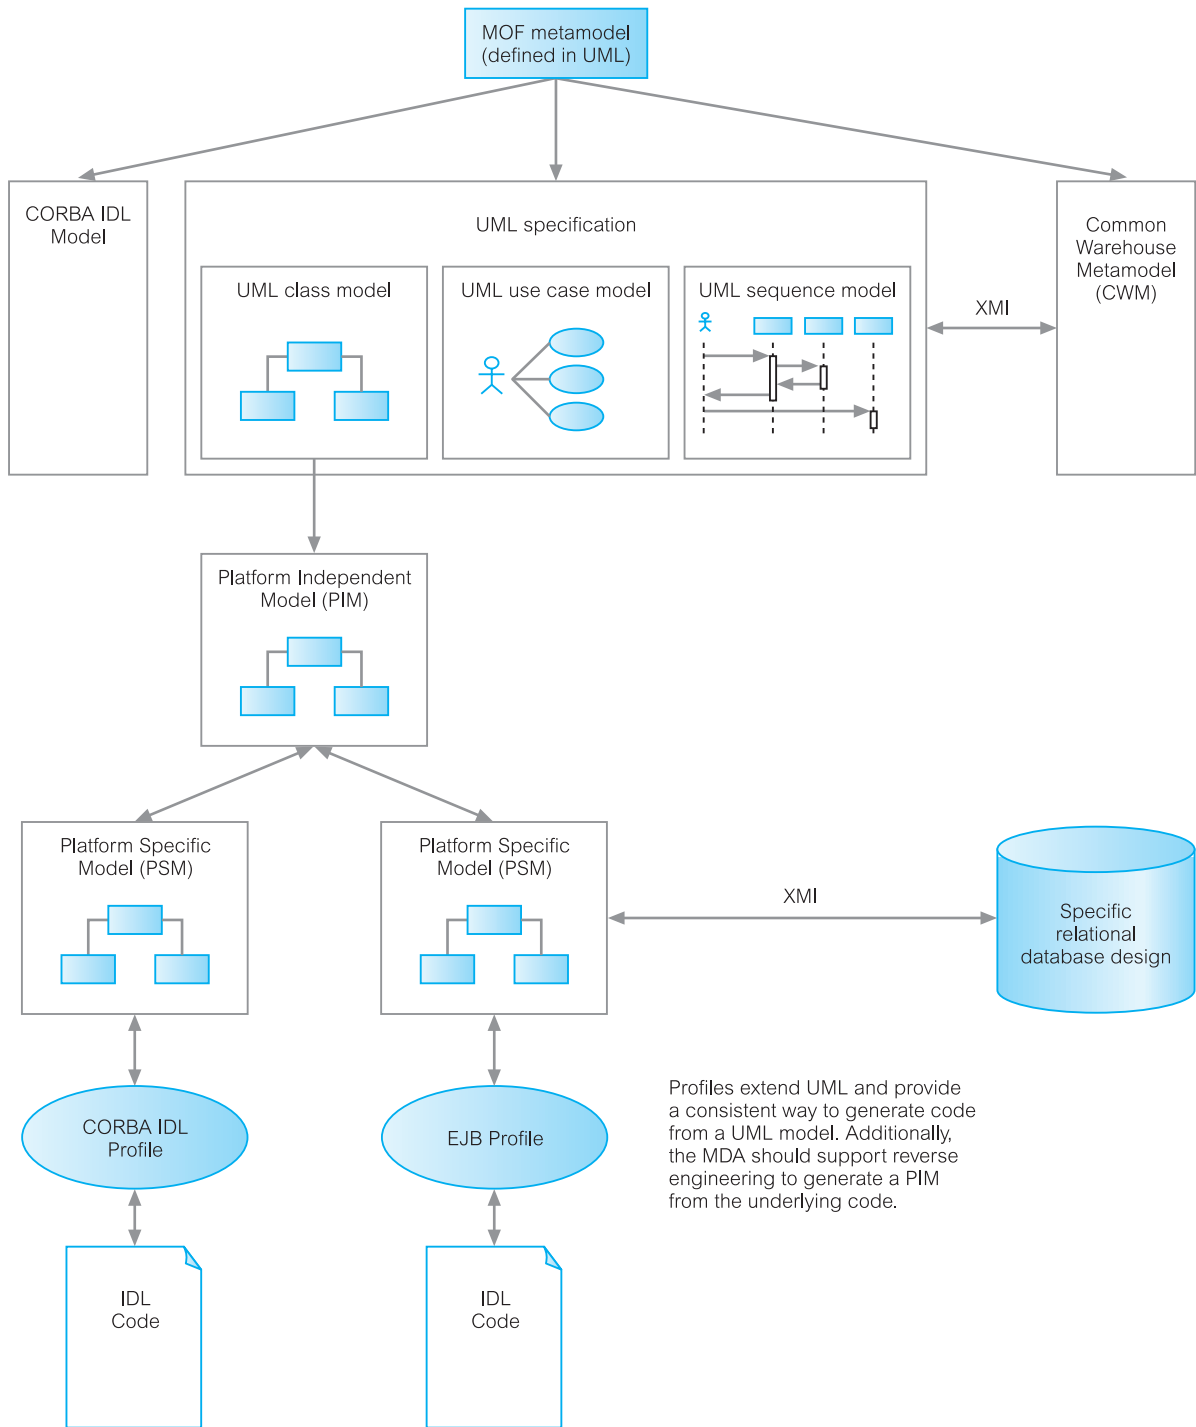 MOF metamodel
(defined in UML)
CORBA IDL
Model
UML specification
Common
Warehouse
Metamodel
(CWM)
UML class model
UML use case model
UML sequence model
XMI
Platform Independent
Model (PIM)
Platform Specific
Model (PSM)
Platform Specific
Model (PSM)
XMI
Specific
relational
database design
CORBA IDL
Profile
EJB Profile
Profiles extend UML and provide
a consistent way to generate code
from a UML model. Additionally,
the MDA should support reverse
engineering to generate a PIM
from the underlying code.
IDL
Code
IDL
Code